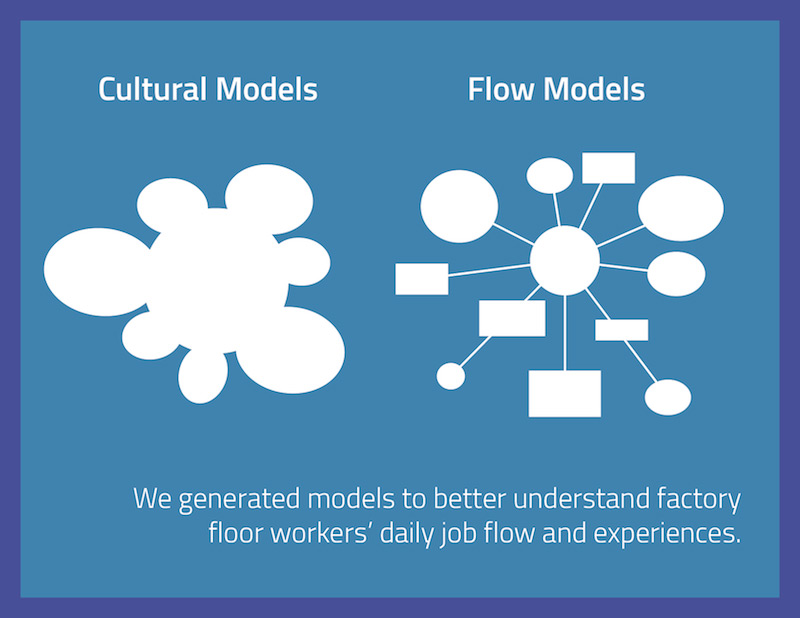 Cultural Models
Flow Models
We generated models to better understand factory
floor workers’ daily job flow and experiences.